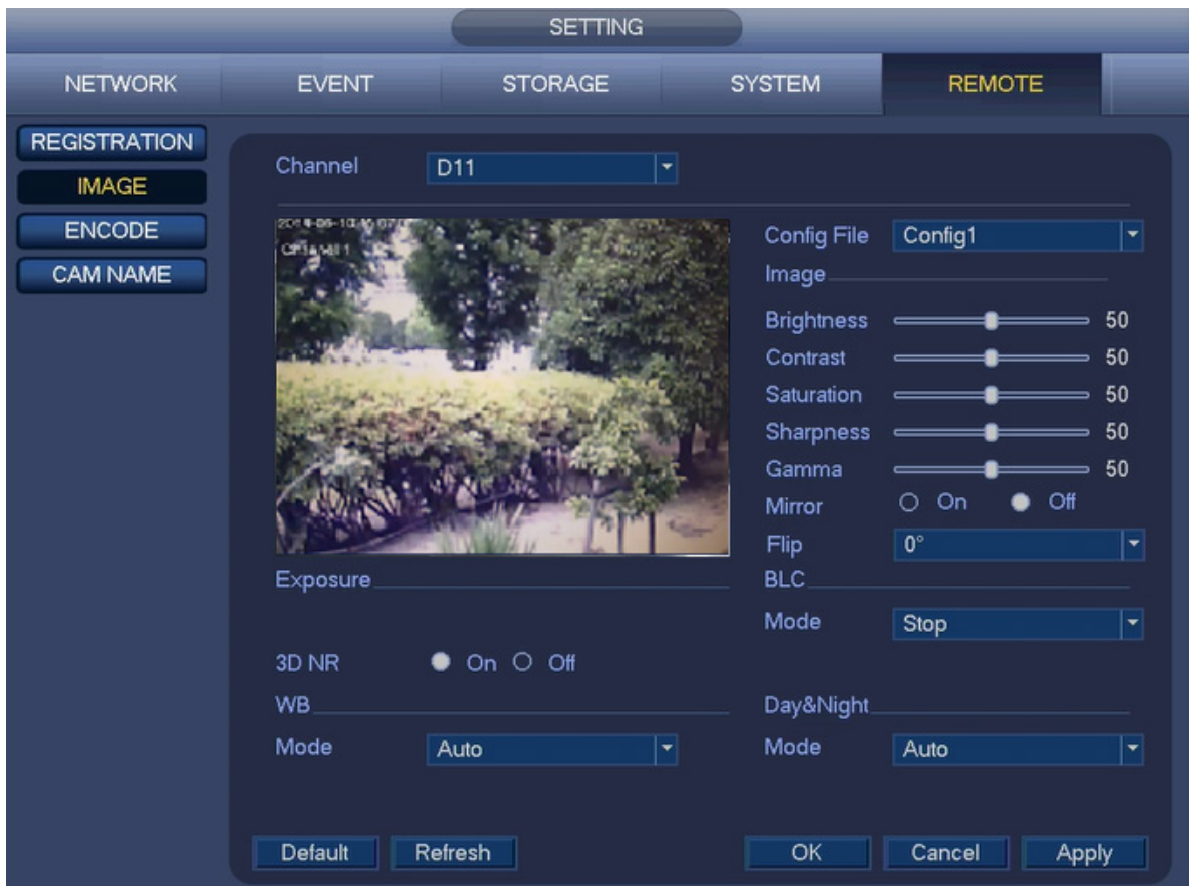 SETTING
NETWORK EVENT STORAGE SYSTEM REMOTE
REGISTRATION
IMAGE
ENCODE
CAM NAME
Channel D11
Config File Config1
Image
Brightness 50
Contrast 50
Saturation 50
Sharpness 50
Gamma 50
Mirror On Off
Flip 0°
Exposure BLC
Mode Stop
3D NR On Off
WB Day&Night
Mode Auto Mode Auto
Default Refresh OK Cancel Apply